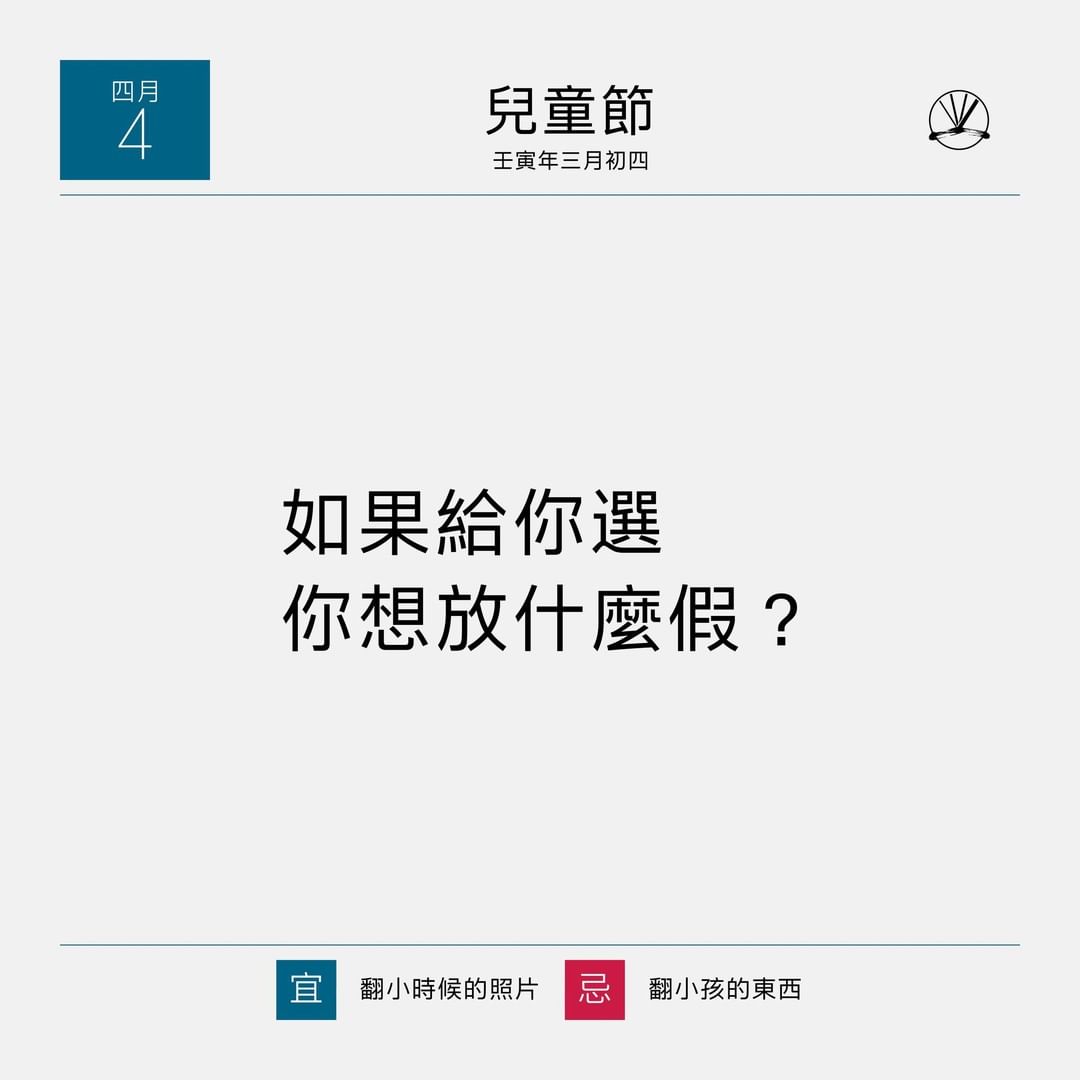 四月
4
兒童節
壬寅年三月初四
如果給你選
你想放什麼假？
宜 翻小時候的照片 忌 翻小孩的東西